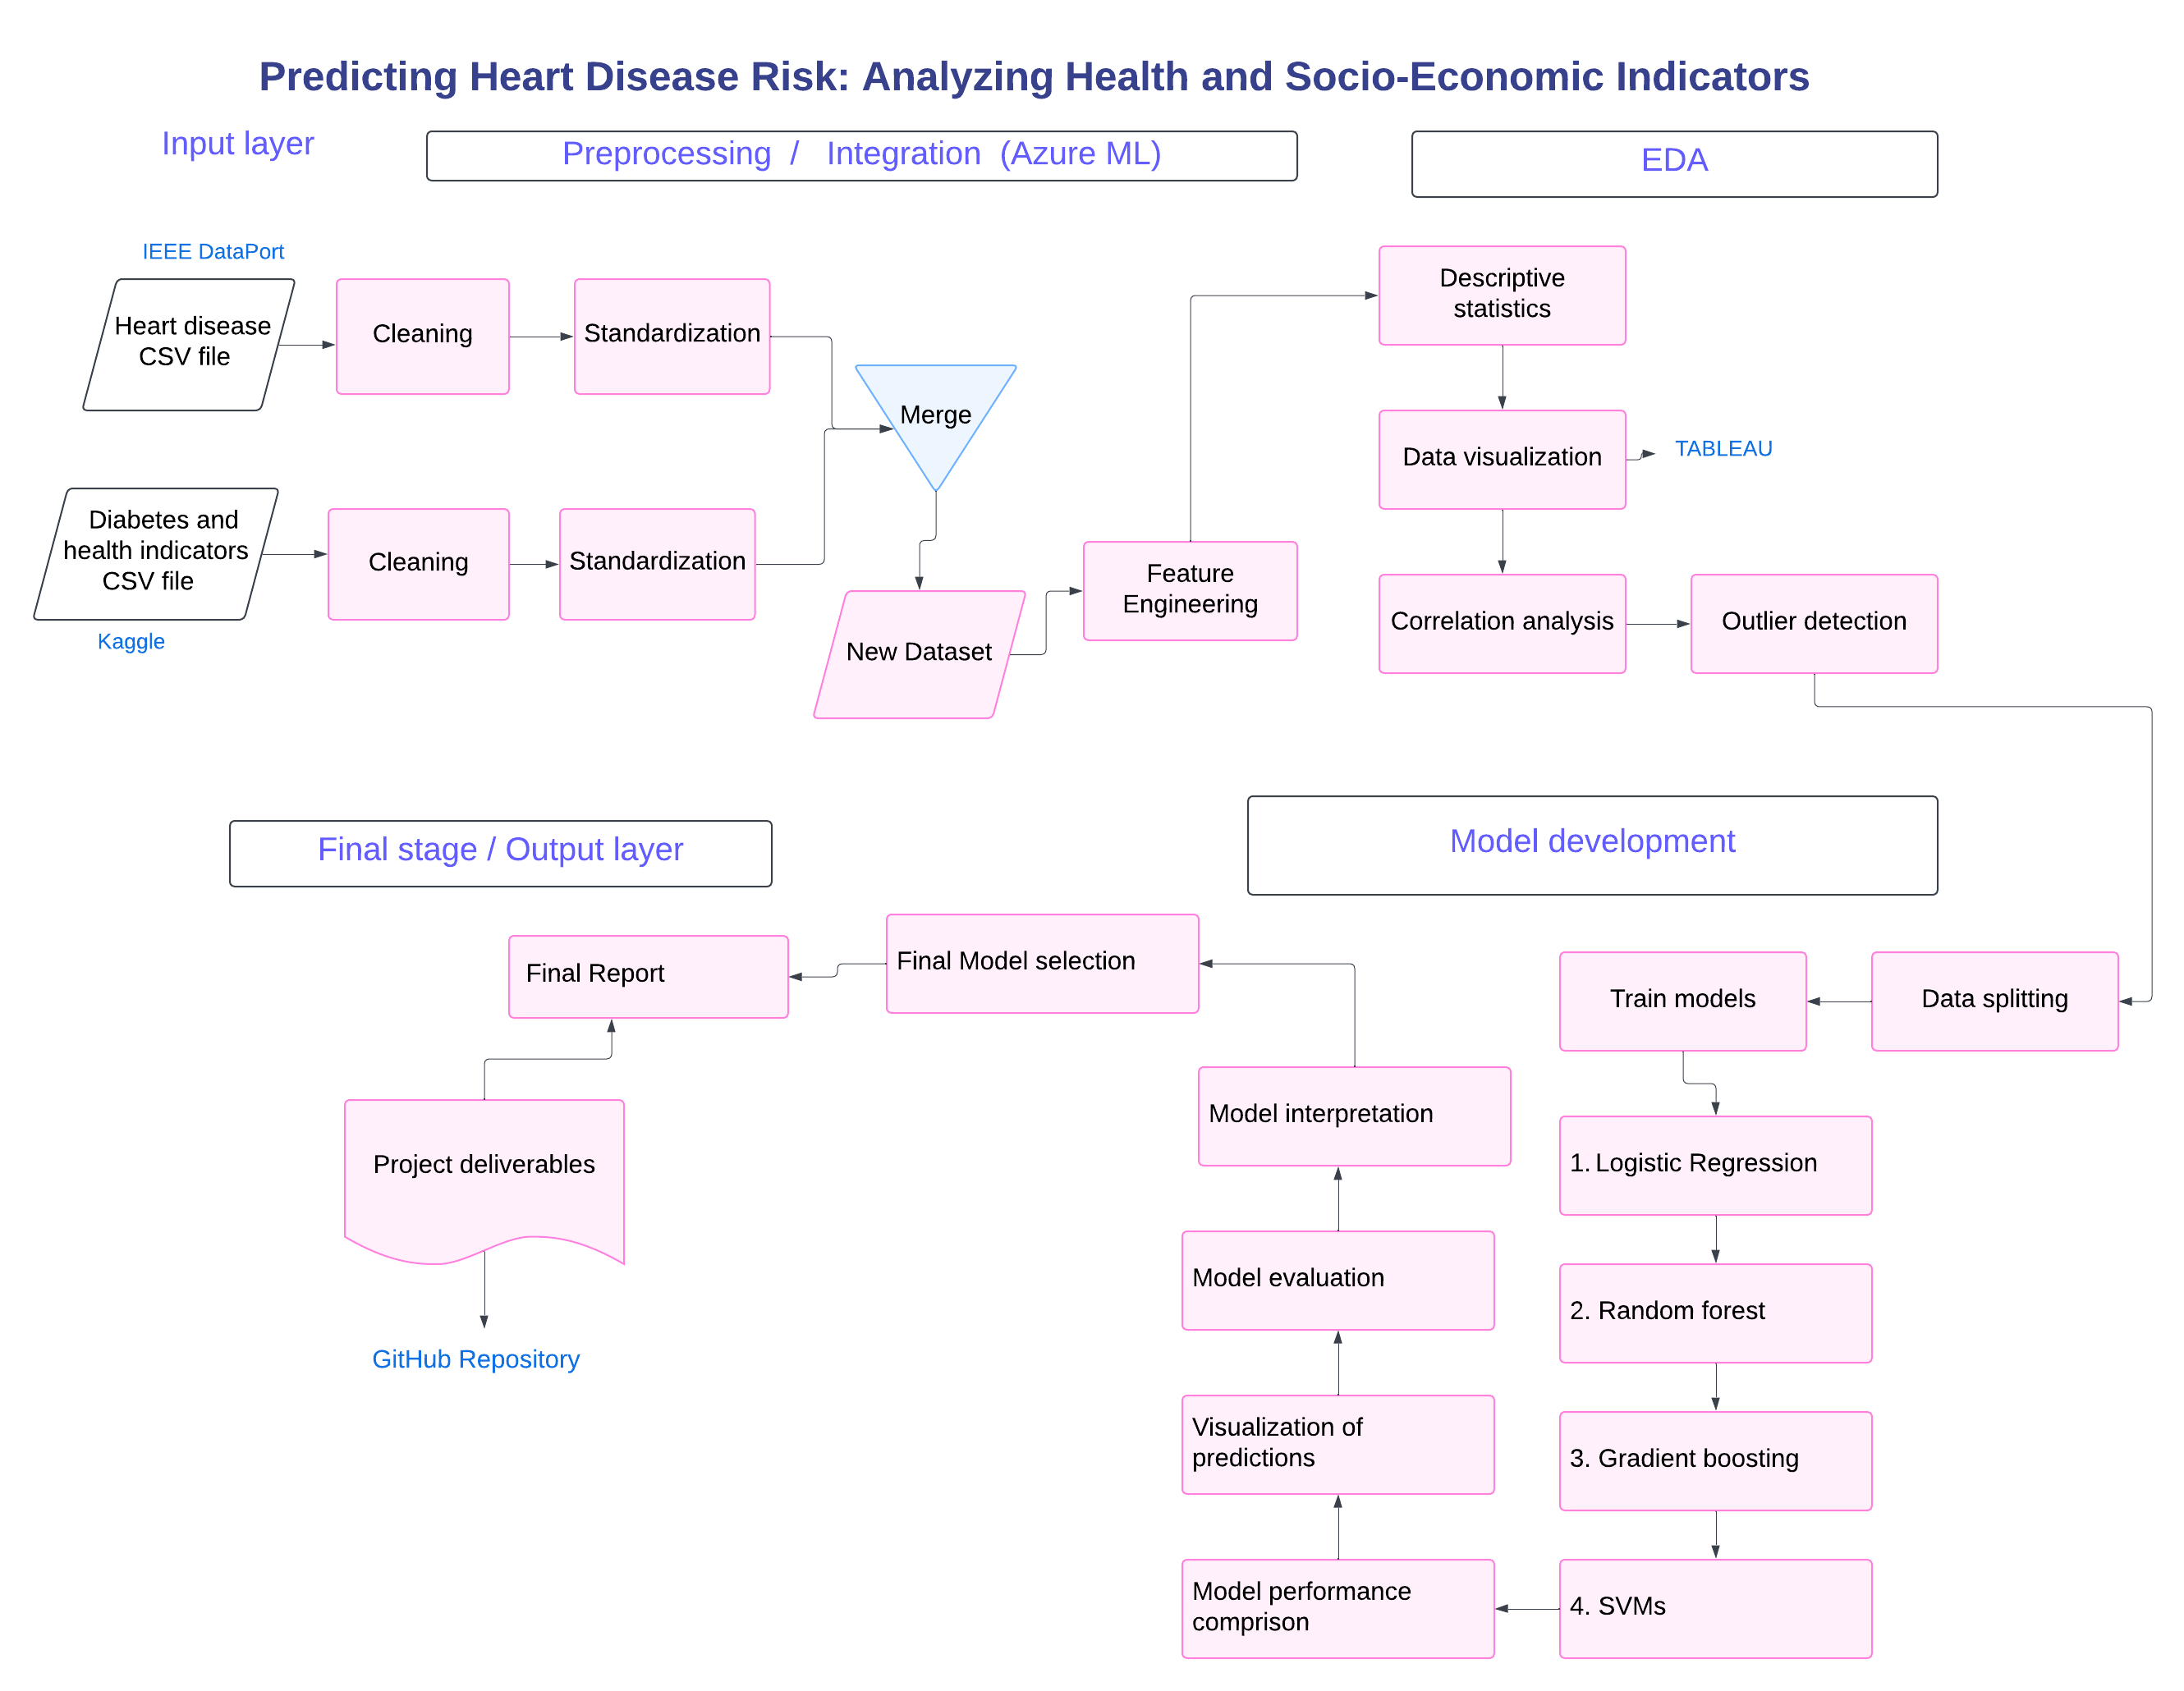 Predicting Heart Disease Risk: Analyzing Health and Socio-Economic Indicators
Input layer
Preprocessing / Integration (Azure ML)
EDA
IEEE DataPort
Heart disease
CSV file
Cleaning
Standardization
Merge
Diabetes and
health indicators
CSV file
Kaggle
Cleaning
Standardization
New Dataset
Feature
Engineering
Descriptive
statistics
Data visualization
TABLEAU
Correlation analysis
Outlier detection
Model development
Data splitting
Train models
1. Logistic Regression
2. Random forest
3. Gradient boosting
4. SVMs
Model performance
comprison
Visualization of
predictions
Model evaluation
Model interpretation
Final stage / Output layer
Final Model selection
Final Report
Project deliverables
GitHub Repository